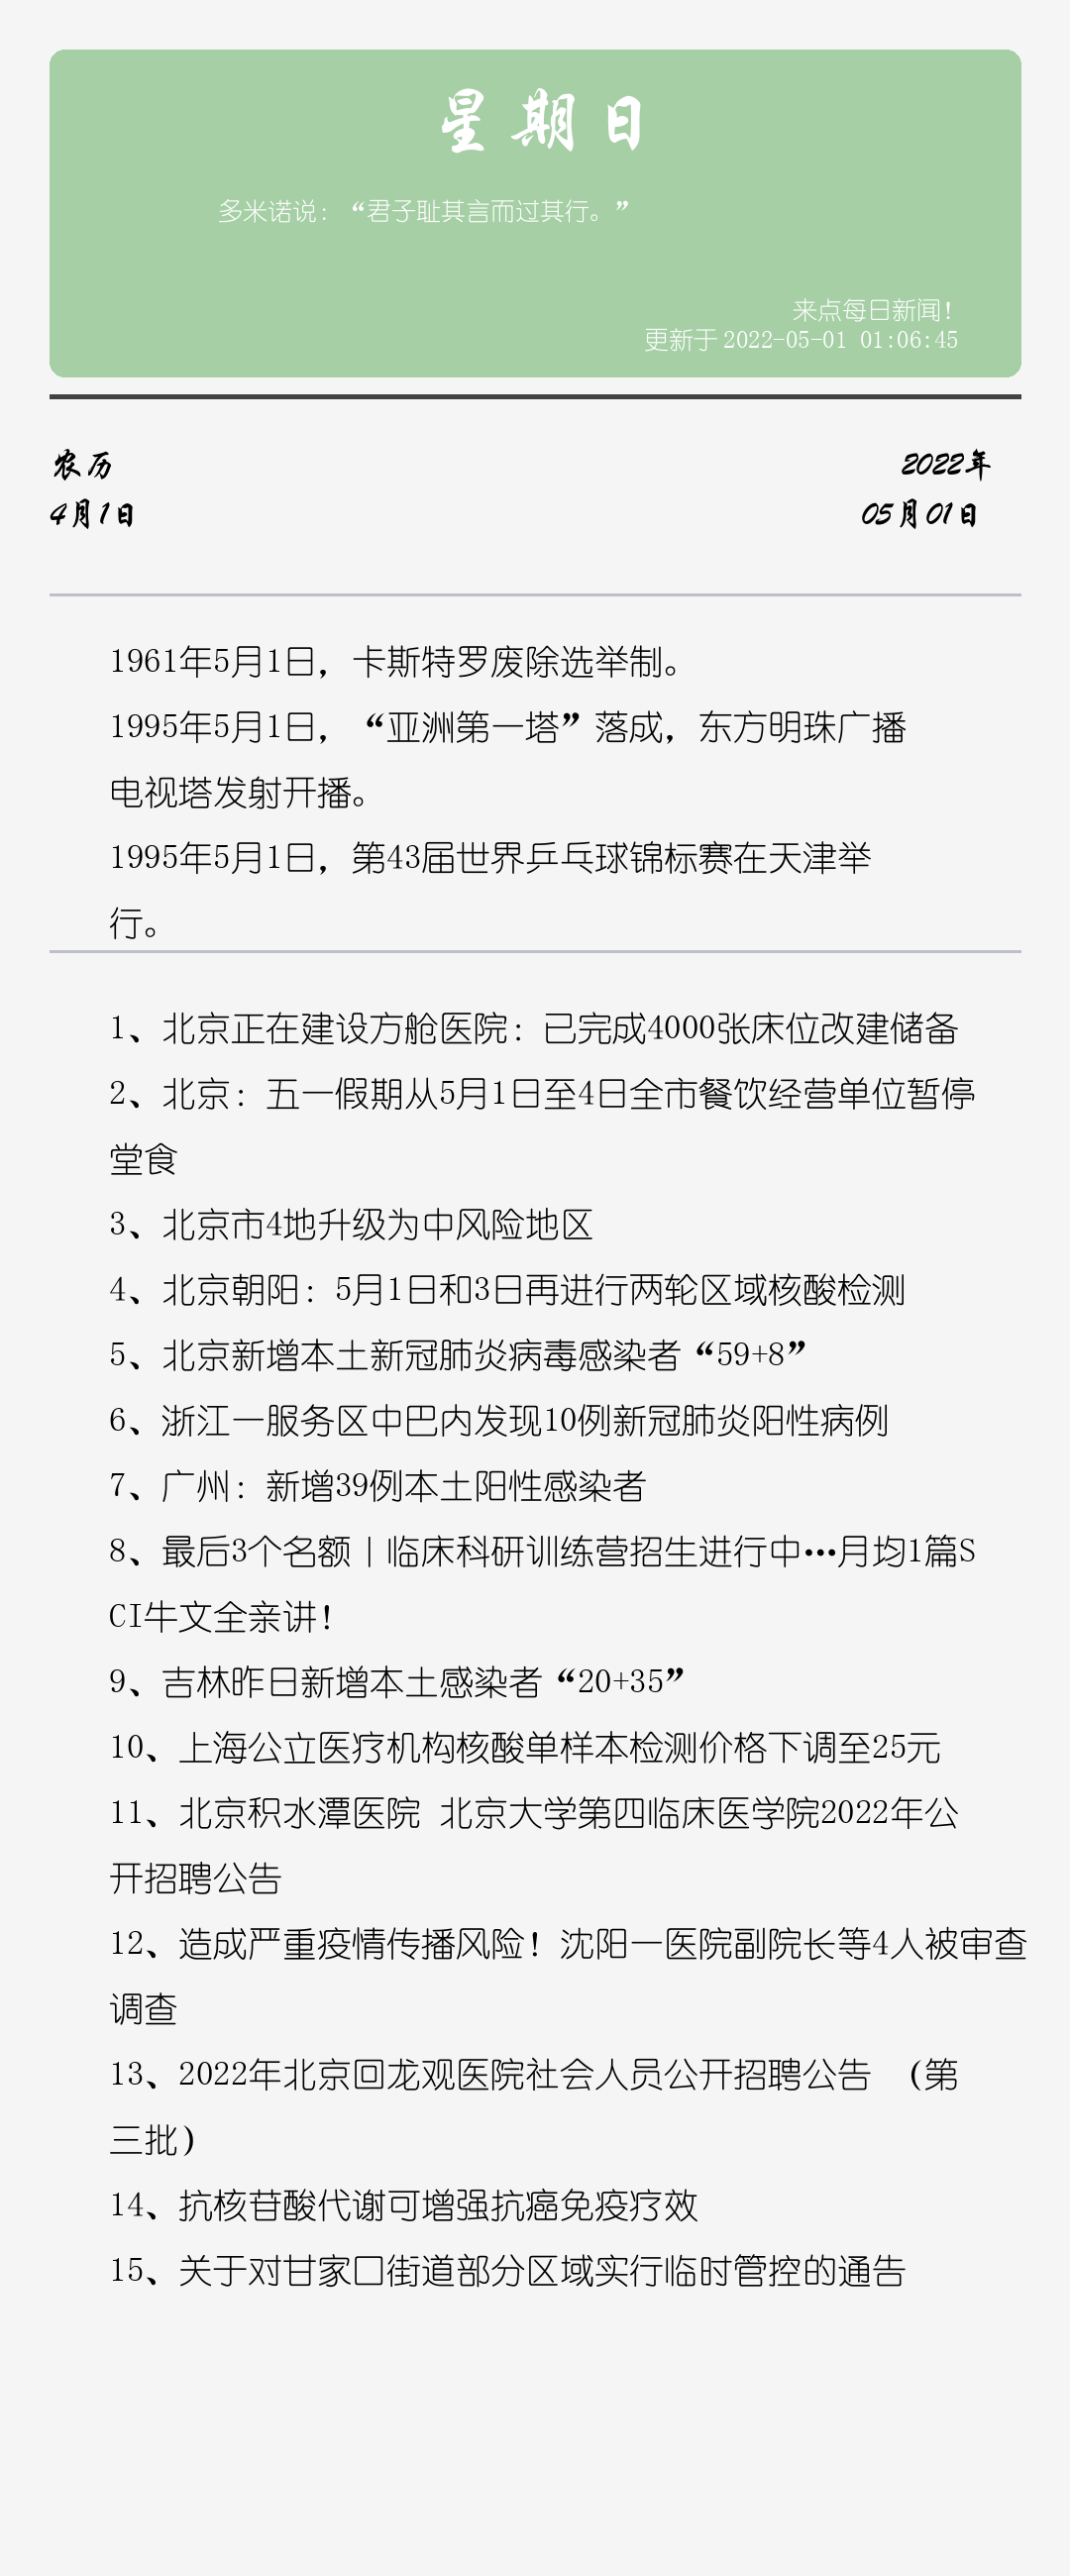 星期日
多米诺说：“君子耻其言而过其行。”
来点每日新闻！
更新于 2022-05-01 01:06:45
农历
2022年
4月1日
05月01日
1961年5月1日，卡斯特罗废除选举制。
1995年5月1日，“亚洲第一塔”落成，东方明珠广播
电视塔发射开播。
1995年5月1日，第43届世界乒乓球锦标赛在天津举
行。
1、北京正在建设方舱医院：已完成4000张床位改建储备
2、北京：五一假期从5月1日至4日全市餐饮经营单位暂停
堂食
3、北京市4地升级为中风险地区
4、北京朝阳：5月1日和3日再进行两轮区域核酸检测
5、北京新增本土新冠肺炎病毒感染者“59+8”
6、浙江一服务区中巴内发现10例新冠肺炎阳性病例
7、广州：新增39例本土阳性感染者
8、最后3个名额丨临床科研训练营招生进行中…月均1篇S
CI牛文全亲讲！
9、吉林昨日新增本土感染者“20+35”
10、上海公立医疗机构核酸单样本检测价格下调至25元
11、北京积水潭医院 北京大学第四临床医学院2022年公
开招聘公告
12、造成严重疫情传播风险！沈阳一医院副院长等4人被审查
调查
13、2022年北京回龙观医院社会人员公开招聘公告 （第
三批）
14、抗核苷酸代谢可增强抗癌免疫疗效
15、关于对甘家口街道部分区域实行临时管控的通告